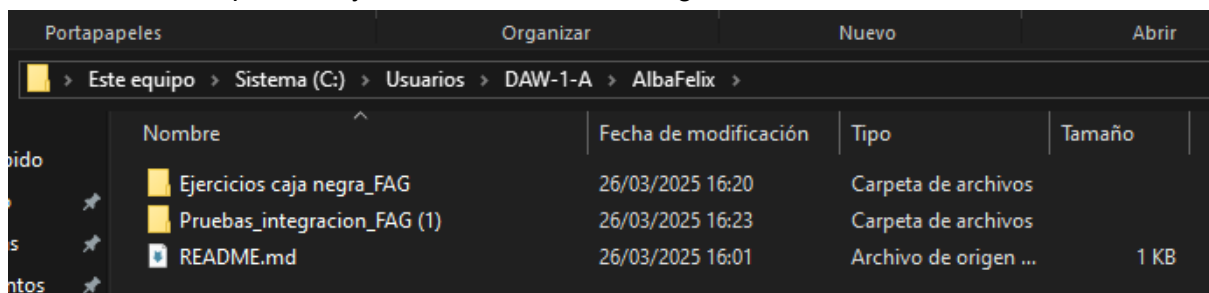 Portapapeles Organizar Nuevo Abrir
> Este equipo > Sistema (C:) > Usuarios > DAW-1-A > AlbaFelix >
Nombre Fecha de modificación Tipo Tamaño
Ejercicios caja negra_FAG 26/03/2025 16:20 Carpeta de archivos
Pruebas_integracion_FAG (1) 26/03/2025 16:23 Carpeta de archivos
README.md 26/03/2025 16:01 Archivo de origen ... 1 KB